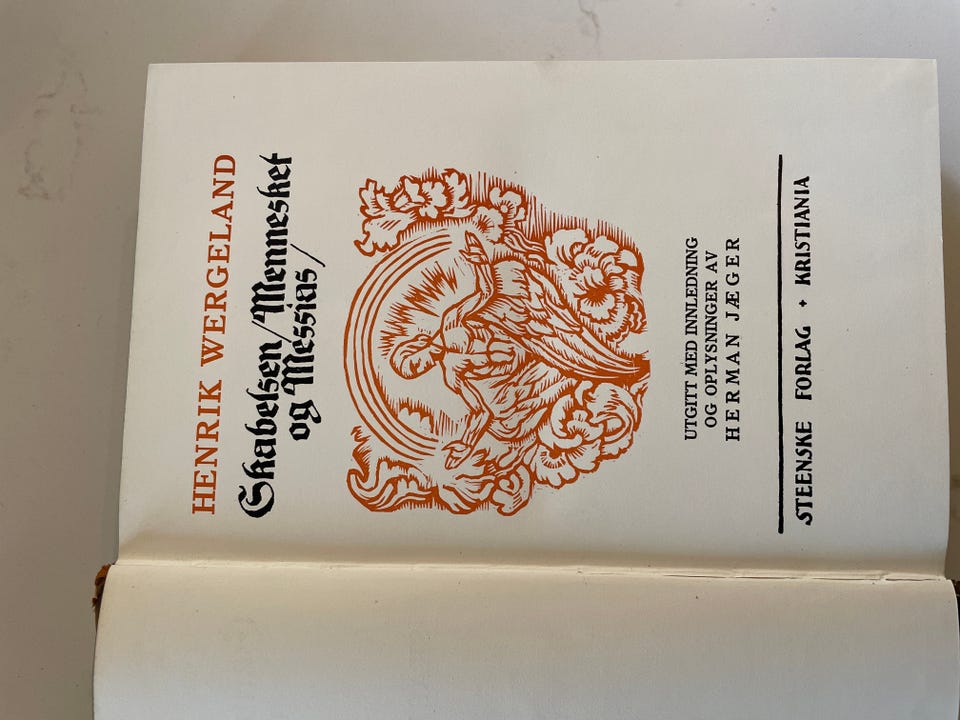 HENRIK WERGELAND
Skabelsen/Mennesket
og Messias/
UTGITT MED INNLEDNING
OG OPLYSNINGER AV
HERMAN JÆGER
STEENSKE FORLAG + KRISTIANIA